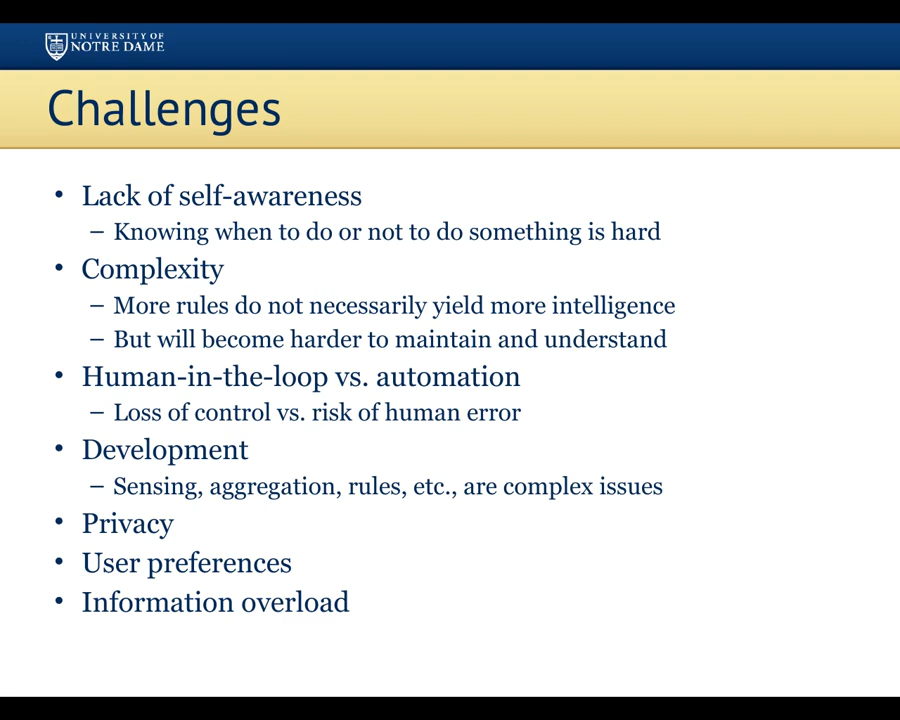 UNIVERSITY OF
NOTRE DAME
Challenges
• Lack of self-awareness
– Knowing when to do or not to do something is hard
• Complexity
– More rules do not necessarily yield more intelligence
– But will become harder to maintain and understand
• Human-in-the-loop vs. automation
– Loss of control vs. risk of human error
• Development
– Sensing, aggregation, rules, etc., are complex issues
• Privacy
• User preferences
• Information overload